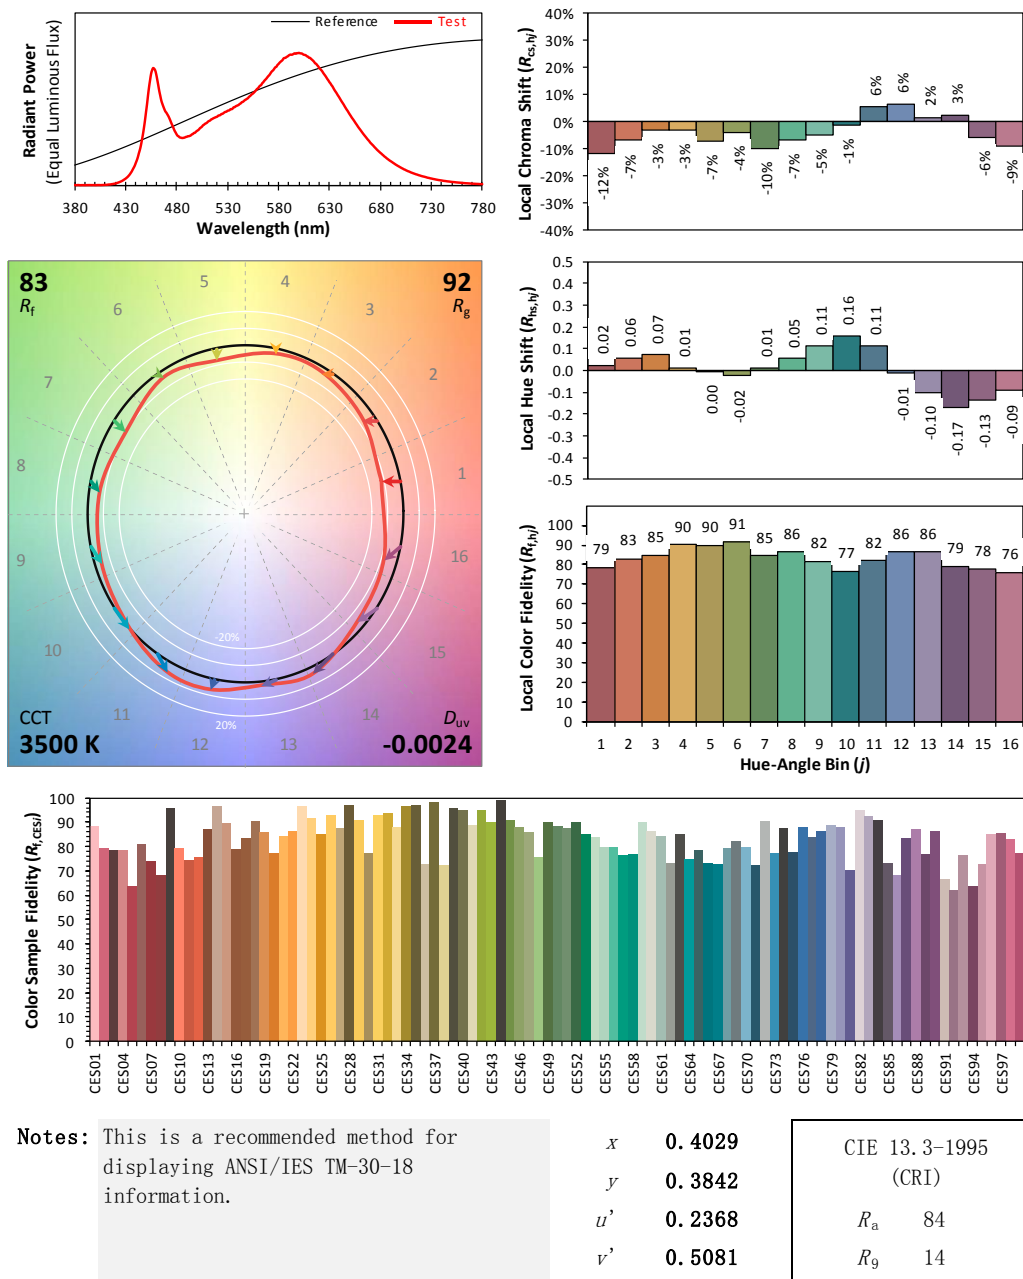 Reference Test
Radiant Power
(Equal Luminous Flux)
380 430 480 530 580 630 680 730 780
Wavelength (nm)
Local Chroma Shift (Rcs,hj)
40%
30%
20%
10%
0%
-10%
-20%
-30%
-40%
-12% -7% -3% -3% -7% -4% -10% -7% -5% -1% 6% 6% 2% 3% -6% -9%
83
Rf
92
Rg
5 4
6 3
7 2
8 1
9 16
10 15
11 14
12 13
-20%
20%
CCT
3500 K
Duv
-0.0024
Local Hue Shift (Rhs,hj)
0.5
0.4
0.3
0.2
0.1
0.0
-0.1
-0.2
-0.3
-0.4
-0.5
0.02 0.06 0.07 0.01 0.00 -0.02 0.01 0.05 0.11 0.16 0.11 -0.01 -0.10 -0.17 -0.13 -0.09
Local Color Fidelity (Rf,hj)
100
90
80
70
60
50
40
30
20
10
0
79 83 85 90 90 91 85 86 82 77 82 86 86 79 78 76
1 2 3 4 5 6 7 8 9 10 11 12 13 14 15 16
Hue-Angle Bin (j)
Color Sample Fidelity (Rf,CESi)
100
90
80
70
60
50
40
30
20
10
0
CES01 CES04 CES07 CES10 CES13 CES16 CES19 CES22 CES25 CES28 CES31 CES34 CES37 CES40 CES43 CES46 CES49 CES52 CES55 CES58 CES61 CES64 CES67 CES70 CES73 CES76 CES79 CES82 CES85 CES88 CES91 CES94 CES97
Notes: This is a recommended method for
displaying ANSI/IES TM-30-18
information.
x 0.4029
y 0.3842
u' 0.2368
v' 0.5081
CIE 13.3-1995
(CRI)
Ra 84
R9 14